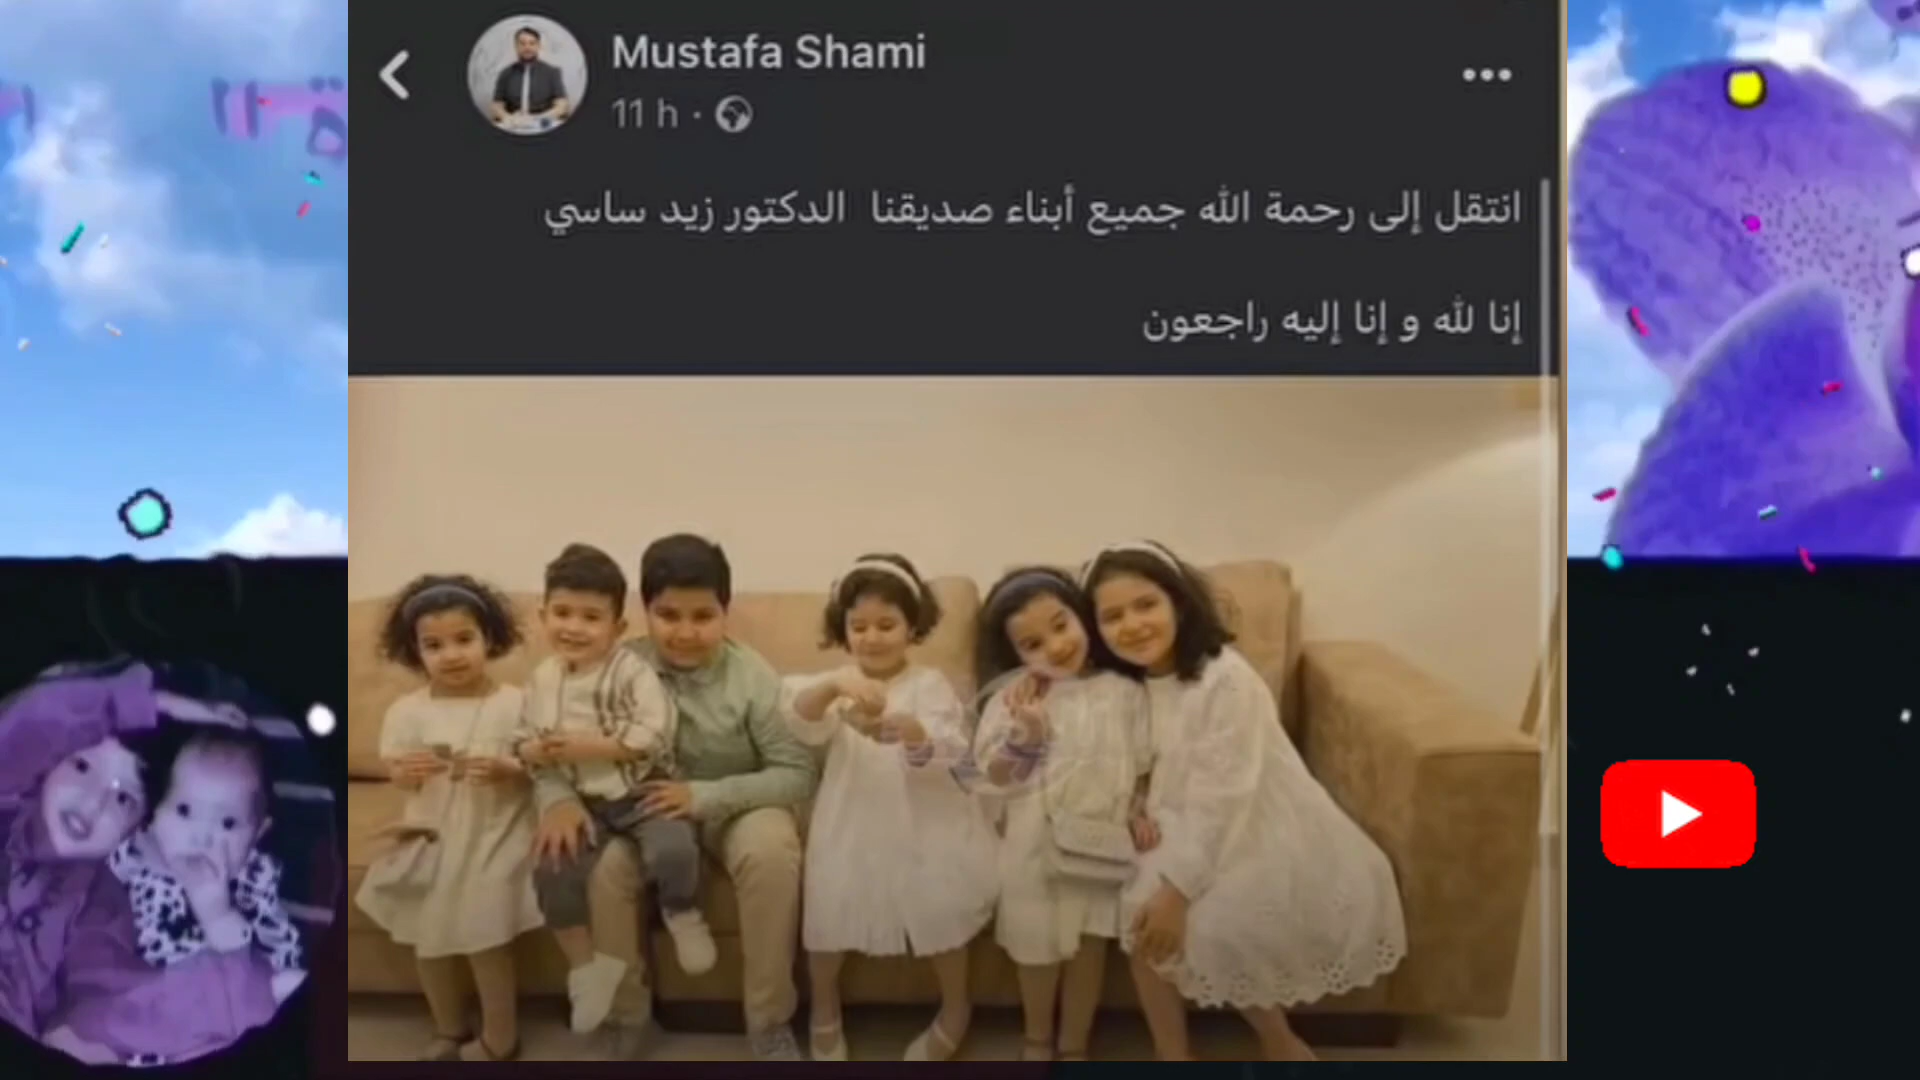 Mustafa Shami
11 h ·
انتقل إلى رحمة الله جميع أبناء صديقنا الدكتور زيد ساسي
إنا لله و إنا إليه راجعون